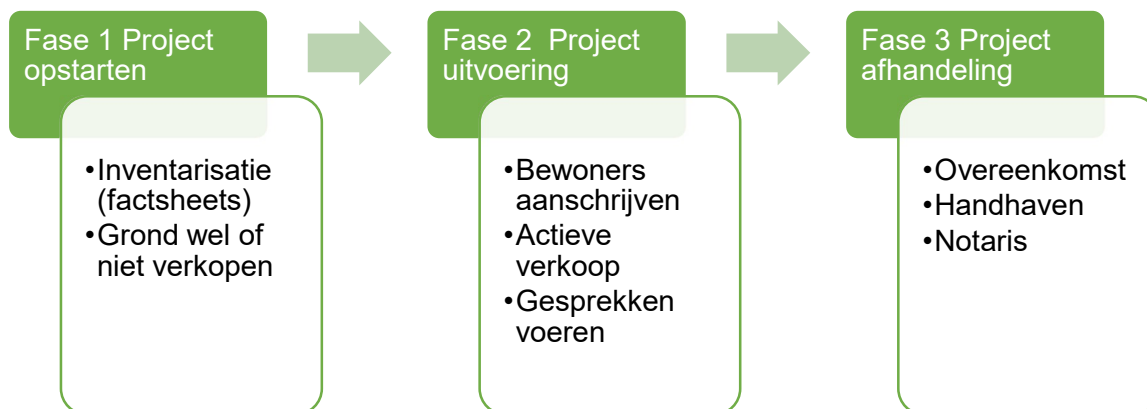 Fase 1 Project
opstarten
•Inventarisatie
(factsheets)
•Grond wel of
niet verkopen
Fase 2  Project
uitvoering
•Bewoners
aanschrijven
•Actieve
verkoop
•Gesprekken
voeren
Fase 3 Project
afhandeling
•Overeenkomst
•Handhaven
•Notaris